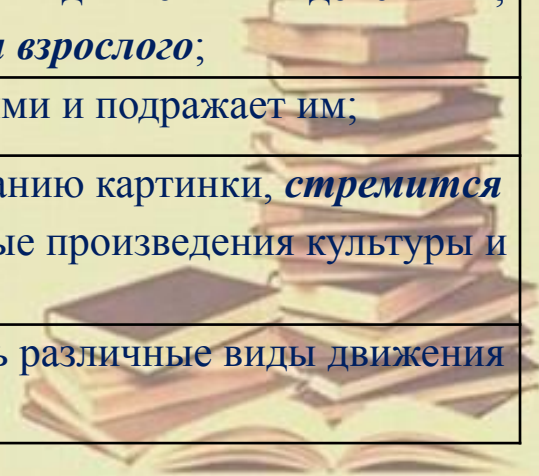 взрослого;
ми и подражает им;
анию картинки, стремится
ые произведения культуры и
ь различные виды движения